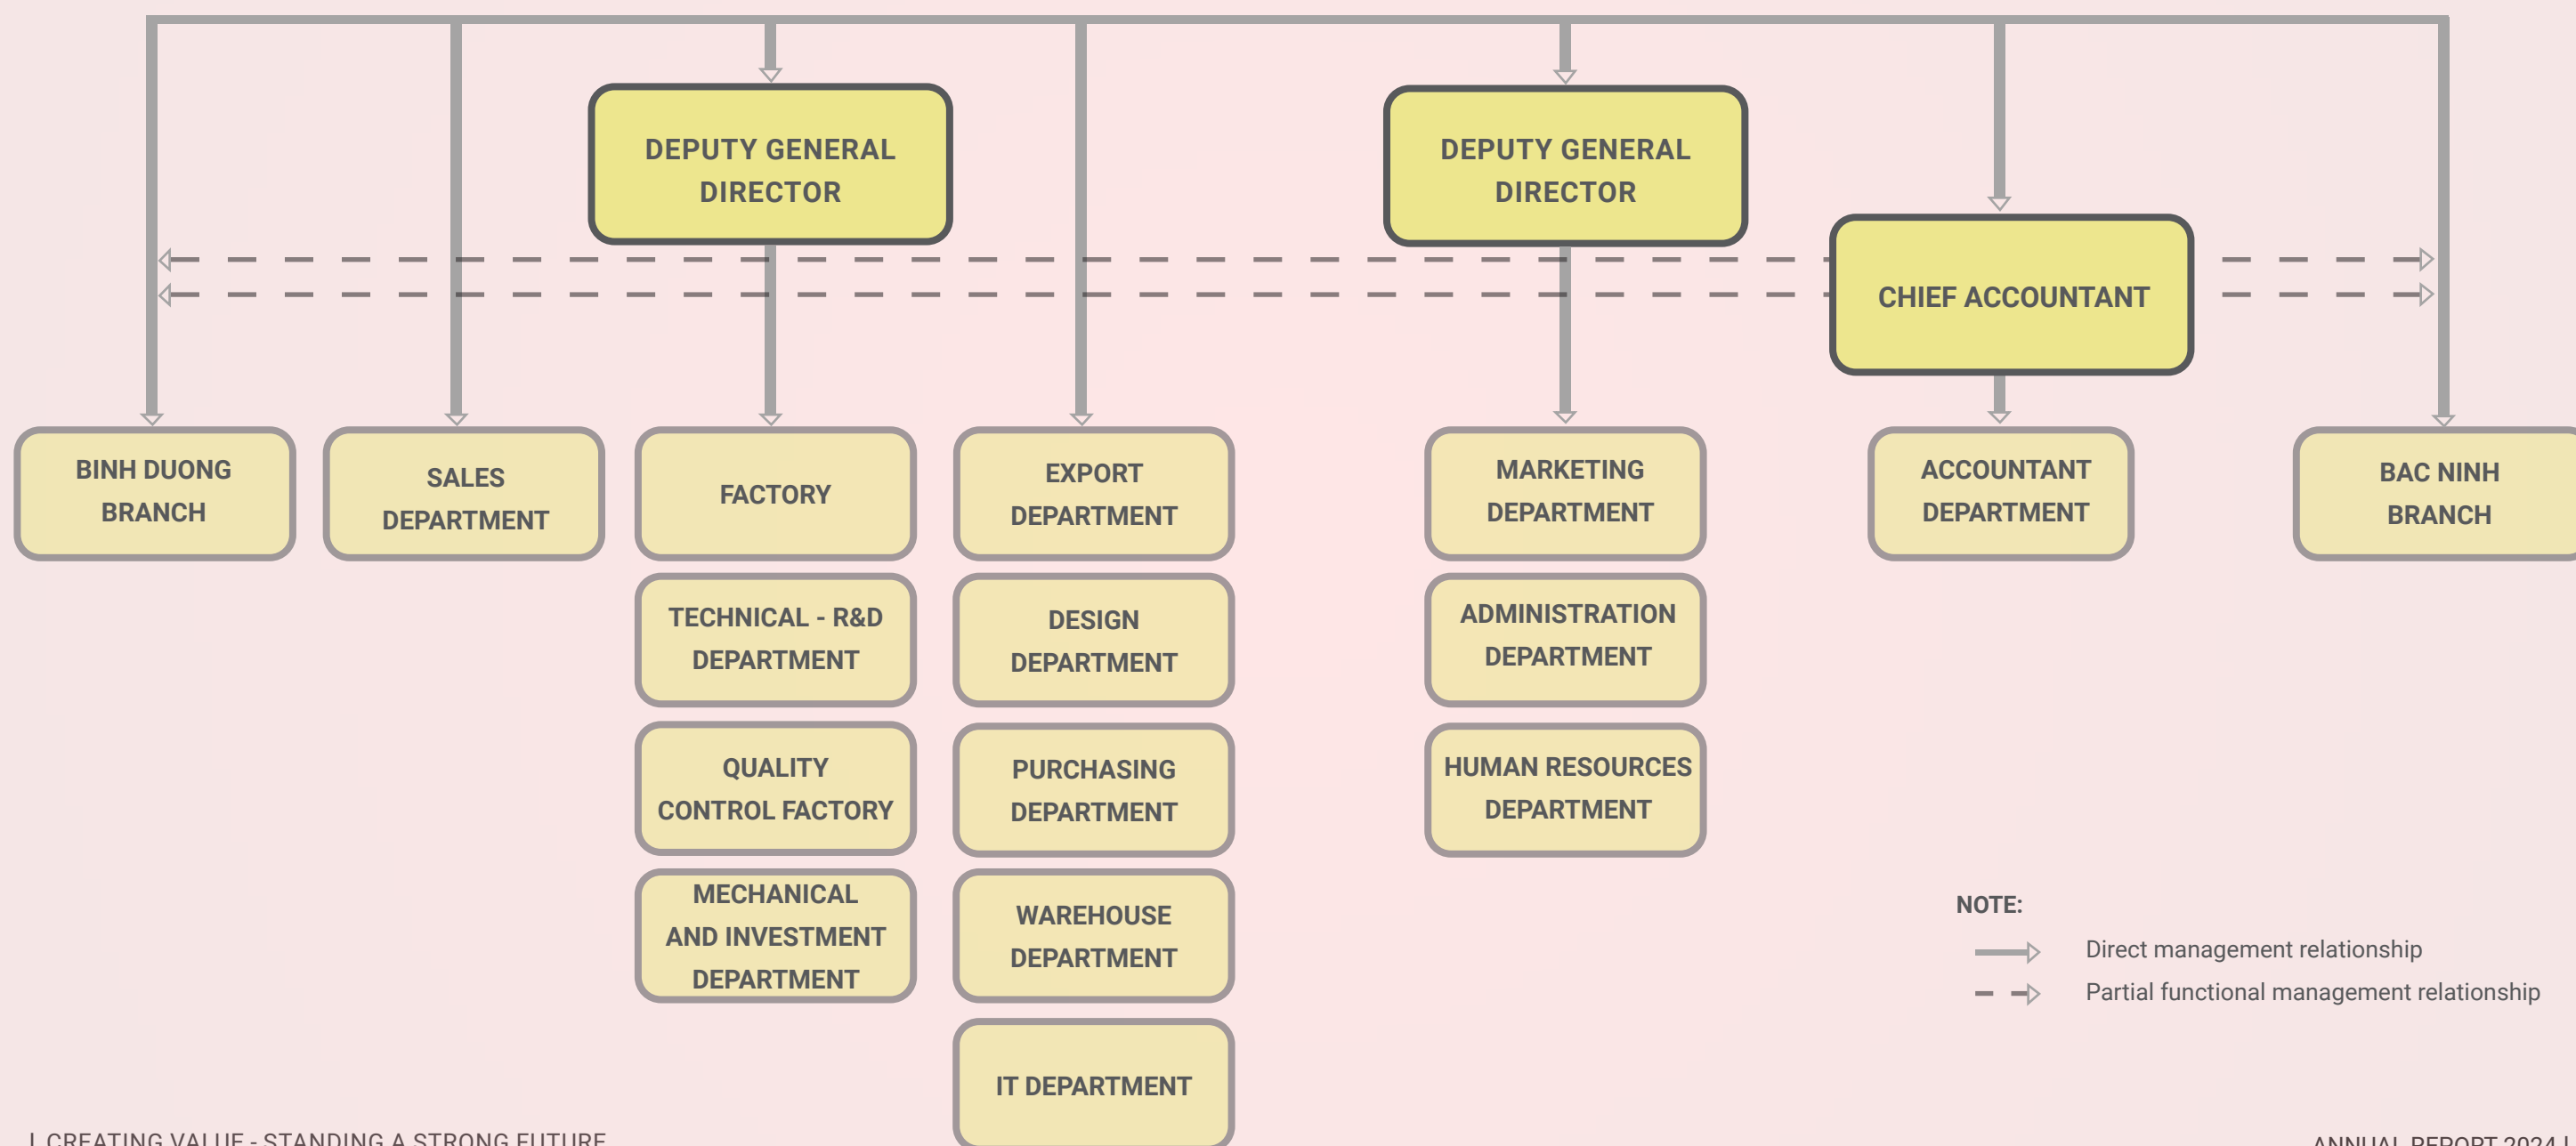 DEPUTY GENERAL
DIRECTOR
DEPUTY GENERAL
DIRECTOR
CHIEF ACCOUNTANT
BINH DUONG
BRANCH
SALES
DEPARTMENT
FACTORY
EXPORT
DEPARTMENT
MARKETING
DEPARTMENT
ACCOUNTANT
DEPARTMENT
BAC NINH
BRANCH
TECHNICAL - R&D
DEPARTMENT
DESIGN
DEPARTMENT
ADMINISTRATION
DEPARTMENT
QUALITY
CONTROL FACTORY
PURCHASING
DEPARTMENT
HUMAN RESOURCES
DEPARTMENT
MECHANICAL
AND INVESTMENT
DEPARTMENT
WAREHOUSE
DEPARTMENT
IT DEPARTMENT
NOTE:
Direct management relationship
Partial functional management relationship
| CREATING VALUE - STANDING A STRONG FUTURE
ANNUAL REPORT 2024 |